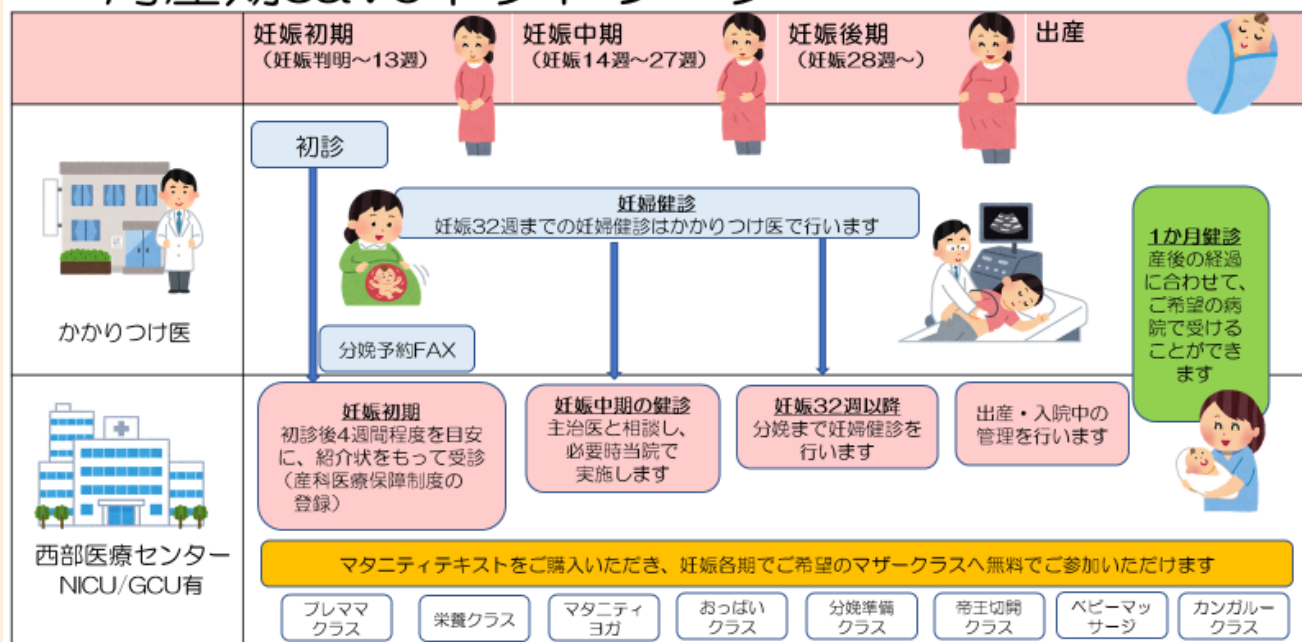 妊娠初期
（妊娠判明～13週）
妊娠中期
（妊娠14週～27週）
妊娠後期
（妊娠28週～）
出産
初診
妊婦健診
妊娠32週までの妊婦健診はかかりつけ医で行います
1か月健診
産後の経過
に合わせて、
ご希望の病
院で受ける
ことができ
ます
かかりつけ医
分娩予約FAX
妊娠初期
初診後4週間程度を目安
に、紹介状をもって受診
（産科医療保障制度の
登録）
妊娠中期の健診
主治医と相談し、
必要時当院で
実施します
妊娠32週以降
分娩まで妊婦健診を
行います
出産・入院中の
管理を行います
西部医療センター
NICU/GCU有
マタニティテキストをご購入いただき、妊娠各期でご希望のマザークラスへ無料でご参加いただけます
プレママ
クラス
栄養クラス
マタニティ
ヨガ
おっぱい
クラス
分娩準備
クラス
帝王切開
クラス
ベビーマッ
サージ
カンガルー
クラス